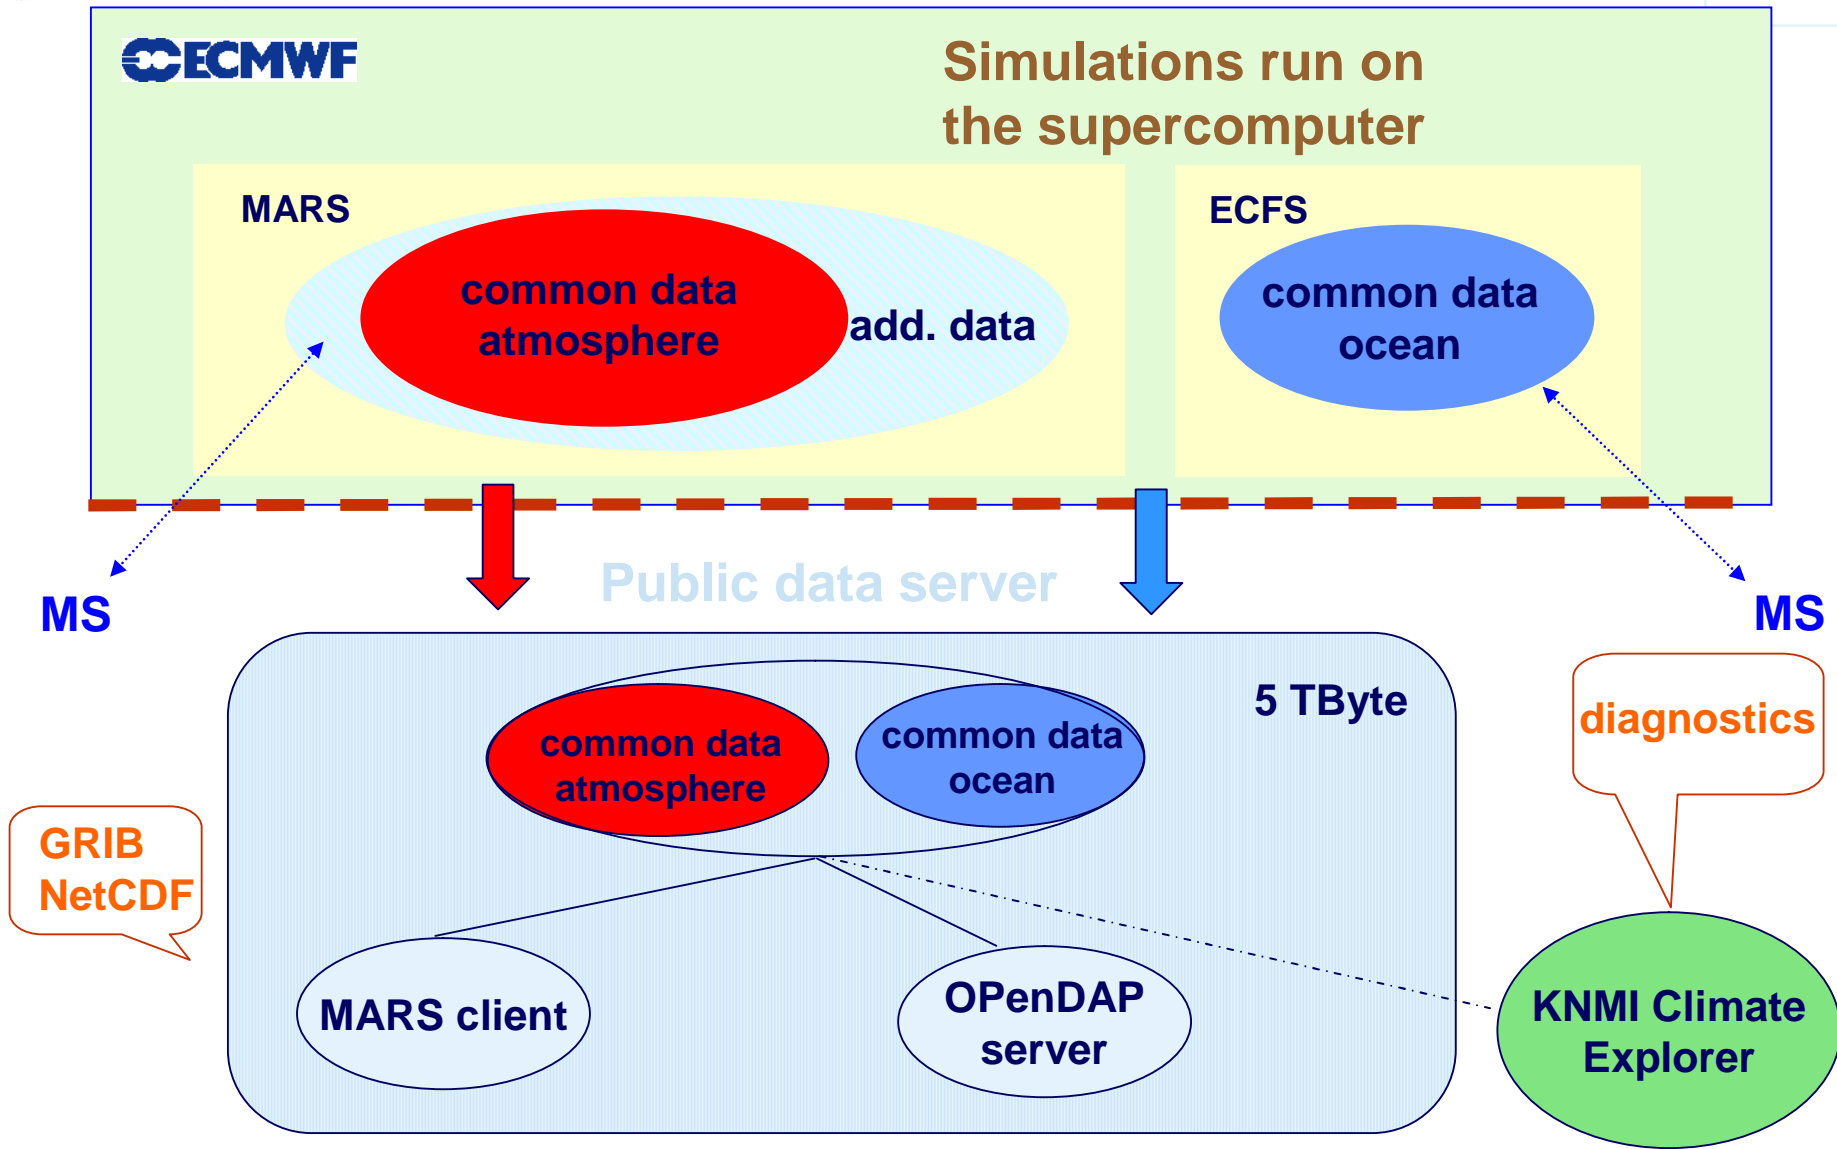 ECMWF
Simulations run on
the supercomputer
MARS
common data
atmosphere
add. data
ECFS
common data
ocean
MS
Public data server
MS
5 TByte
common data
atmosphere
common data
ocean
diagnostics
GRIB
NetCDF
MARS client
OPenDAP
server
KNMI Climate
Explorer